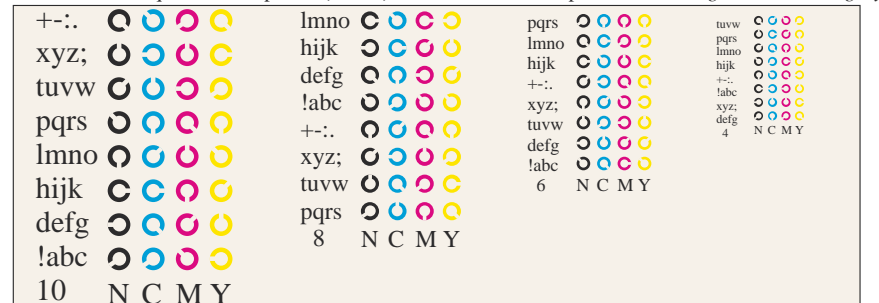 +-:.
xyz;
tuvw
pqrs
lmno
hijk
defg
!abc
10 N C M Y
lmno
hijk
defg
!abc
+-:.
xyz;
tuvw
pqrs
8 N C M Y
pqrs
lmno
hijk
+-:.
xyz;
tuvw
defg
!abc
6 N C M Y
tuvw
pqrs
lmno
hijk
+-:.
!abc
xyz;
defg
4 N C M Y